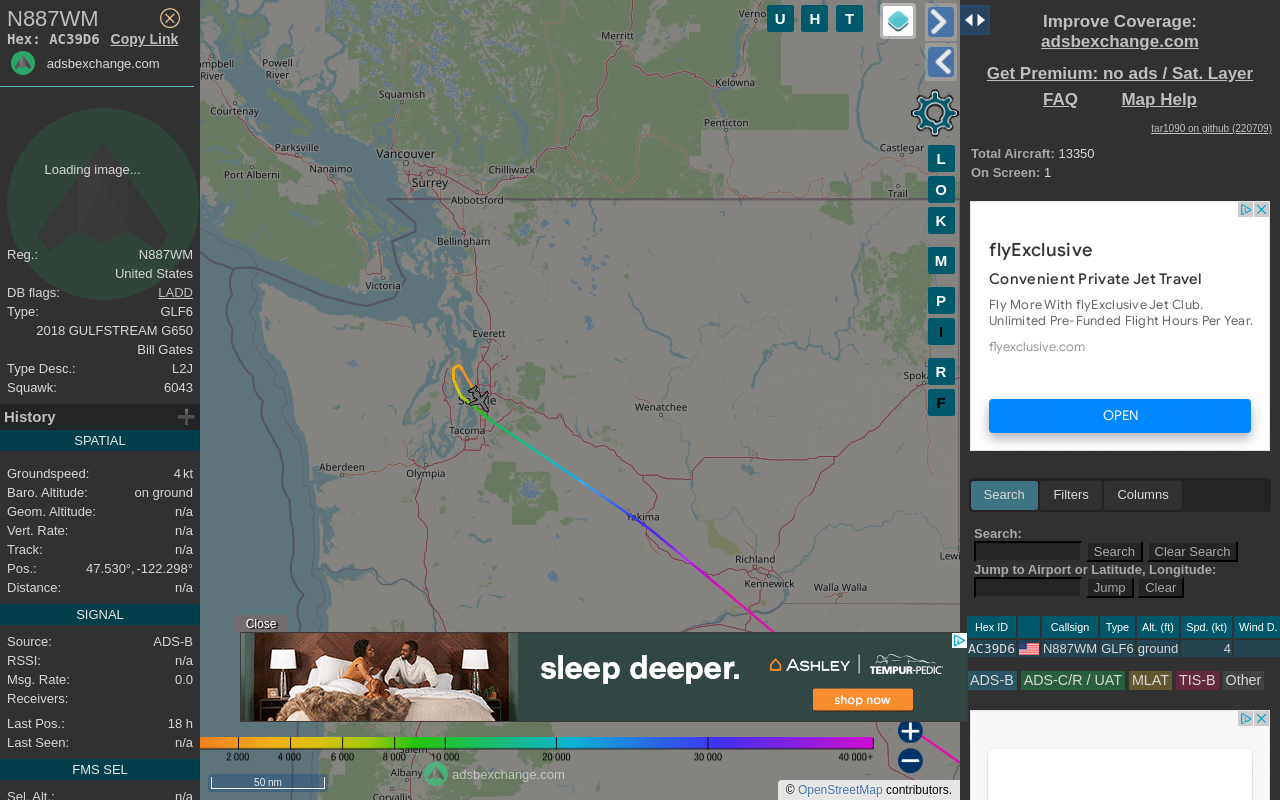 N887WM
Hex: AC39D6 Copy Link
adsbexchange.com
Loading image...
Reg.: N887WM
United States
DB flags: LADD
Type: GLF6
2018 GULFSTREAM G650
Bill Gates
Type Desc.: L2J
Squawk: 6043
History
SPATIAL
Groundspeed: 4 kt
Baro. Altitude: on ground
Geom. Altitude: n/a
Vert. Rate: n/a
Track: n/a
Pos.: 47.530°, -122.298°
Distance: n/a
SIGNAL
Source: ADS-B
RSSI: n/a
Msg. Rate: 0.0
Receivers:
Last Pos.: 18 h
Last Seen: n/a
FMS SEL
Sel. Alt.: n/a
Merritt
Powell
River
River
Squamish
Kelowna
Courtenay
Penticton
Parksville
Vancouver
Castlegar
Nanaimo
Port Alberni
Chilliwack
Surrey
Trail
Abbotsford
Bellingham
Victoria
Everett
Wenatchee
Tacoma
Aberdeen
Olympia
Yakima
Richland
Kennewick
Walla Walla
Albany
Corvallis
U H T
L
O
K
M
P
I
R
F
Close
sleep deeper.
ASHLEY | TEMPUR-PEDIC
shop now
2 000 4 000 6 000 8 000 10 000 20 000 30 000 40 000+
adsbexchange.com
50 nm
© OpenStreetMap contributors.
Improve Coverage:
adsbexchange.com
Get Premium: no ads / Sat. Layer
FAQ Map Help
tar1090 on github (220709)
Total Aircraft: 13350
On Screen: 1
flyExclusive
Convenient Private Jet Travel
Fly More With flyExclusive Jet Club.
Unlimited Pre-Funded Flight Hours Per Year.
flyexclusive.com
OPEN
Search Filters Columns
Search:
Search Clear Search
Jump to Airport or Latitude, Longitude:
Jump Clear
Hex ID Callsign Type Alt. (ft) Spd. (kt) Wind D.
AC39D6 N887WM GLF6 ground 4
ADS-B ADS-C/R / UAT MLAT TIS-B Other